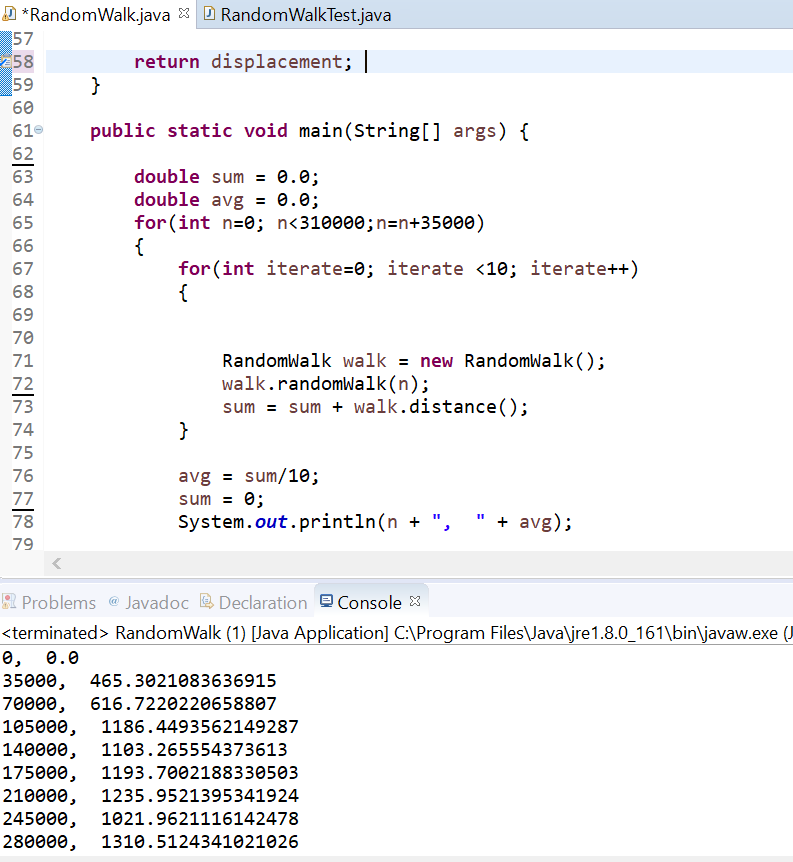 *RandomWalk.java RandomWalkTest.java
57
58 return displacement;
59 }
60
61 public static void main(String[] args) {
62
63 double sum = 0.0;
64 double avg = 0.0;
65 for(int n=0; n<310000;n=n+35000)
66 {
67 for(int iterate=0; iterate <10; iterate++)
68 {
69
70
71 RandomWalk walk = new RandomWalk();
72 walk.randomWalk(n);
73 sum = sum + walk.distance();
74 }
75
76 avg = sum/10;
77 sum = 0;
78 System.out.println(n + ",  " + avg);
79
Problems @ Javadoc Declaration Console
<terminated> RandomWalk (1) [Java Application] C:\Program Files\Java\jre1.8.0_161\bin\javaw.exe (J
0,  0.0
35000,  465.3021083636915
70000,  616.7220220658807
105000,  1186.4493562149287
140000,  1103.265554373613
175000,  1193.7002188330503
210000,  1235.9521395341924
245000,  1021.9621116142478
280000,  1310.5124341021026